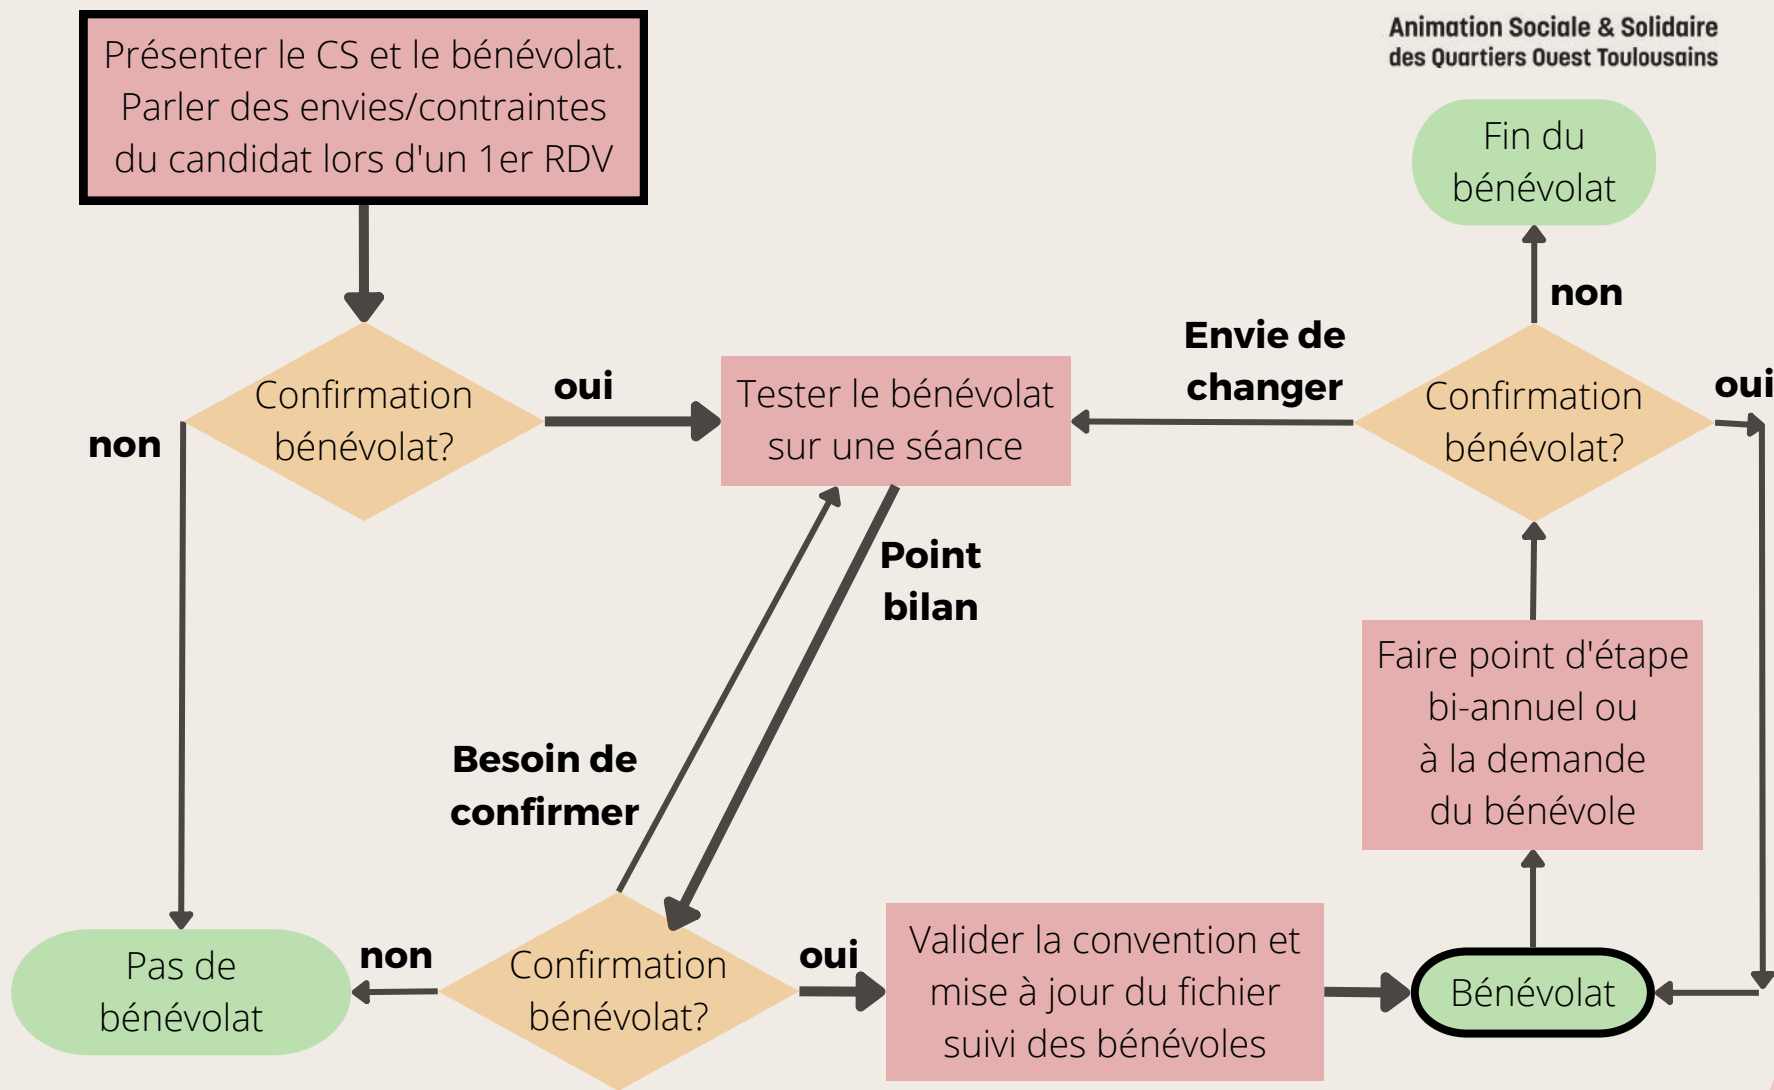 Animation Sociale & Solidaire
des Quartiers Ouest Toulousains
Présenter le CS et le bénévolat.
Parler des envies/contraintes
du candidat lors d'un 1er RDV
Fin du
bénévolat
non
Confirmation
bénévolat?
oui
non
Tester le bénévolat
sur une séance
Envie de
changer
Confirmation
bénévolat?
oui
Point
bilan
Faire point d'étape
bi-annuel ou
à la demande
du bénévole
Besoin de
confirmer
Pas de
bénévolat
non
Confirmation
bénévolat?
oui
Valider la convention et
mise à jour du fichier
suivi des bénévoles
Bénévolat